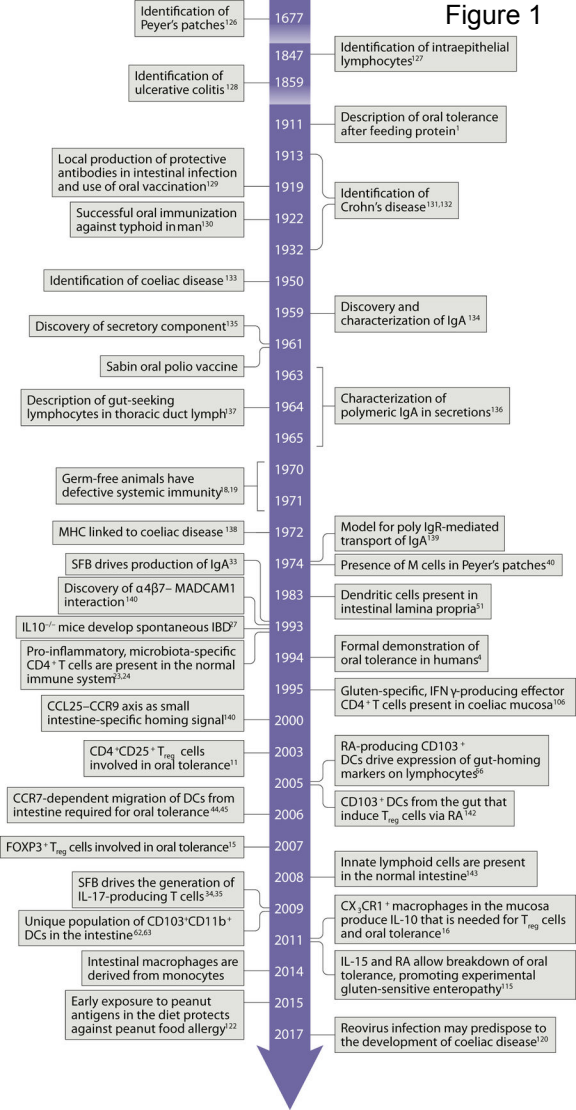 Figure 1
Identification of
Peyer's patches126
1677
1847
Identification of intraepithelial
lymphocytes127
Identification of
ulcerative colitis 128
1859
1911
Description of oral tolerance
after feeding protein1
1913
Local production of protective
antibodies in intestinal infection
and use of oral vaccination129
1919
Identification of
Crohn's disease131,132
Successful oral immunization
against typhoid in man130
1922
1932
Identification of coeliac disease133
1950
1959
Discovery and
characterization of IgA134
Discovery of secretory component135
1961
Sabin oral polio vaccine
1963
Description of gut-seeking
lymphocytes in thoracic duct lymph137
1964
Characterization of
polymeric IgA in secretions136
1965
1970
Germ-free animals have
defective systemic immunity18,19
1971
MHC linked to coeliac disease138
1972
Model for poly IgR-mediated
transport of IgA139
SFB drives production of IgA33
1974
Presence of M cells in Peyer's patches40
Discovery of α4β7–MADCAM1
interaction140
1983
Dendritic cells present in
intestinal lamina propria51
IL10−/− mice develop spontaneous IBD27
1993
Pro-inflammatory, microbiota-specific
CD4+ T cells are present in the normal
immune system23,24
1994
Formal demonstration of
oral tolerance in humans4
1995
Gluten-specific, IFNγ-producing effector
CD4+ T cells present in coeliac mucosa106
CCL25–CCR9 axis as small
intestine-specific homing signal140
2000
CD4+CD25+ Treg cells
involved in oral tolerance11
2003
RA-producing CD103+
DCs drive expression of gut-homing
markers on lymphocytes66
2005
CCR7-dependent migration of DCs from
intestine required for oral tolerance44,45
2006
CD103+ DCs from the gut that
induce Treg cells via RA142
FOXP3+ Treg cells involved in oral tolerance15
2007
2008
Innate lymphoid cells are present
in the normal intestine143
SFB drives the generation of
IL-17-producing T cells34,35
2009
CX3CR1+ macrophages in the mucosa
produce IL-10 that is needed for Treg cells
and oral tolerance16
Unique population of CD103+CD11b+
DCs in the intestine62,63
2011
Intestinal macrophages are
derived from monocytes
2014
IL-15 and RA allow breakdown of oral
tolerance, promoting experimental
gluten-sensitive enteropathy115
Early exposure to peanut
antigens in the diet protects
against peanut food allergy122
2015
2017
Reovirus infection may predispose to
the development of coeliac disease120